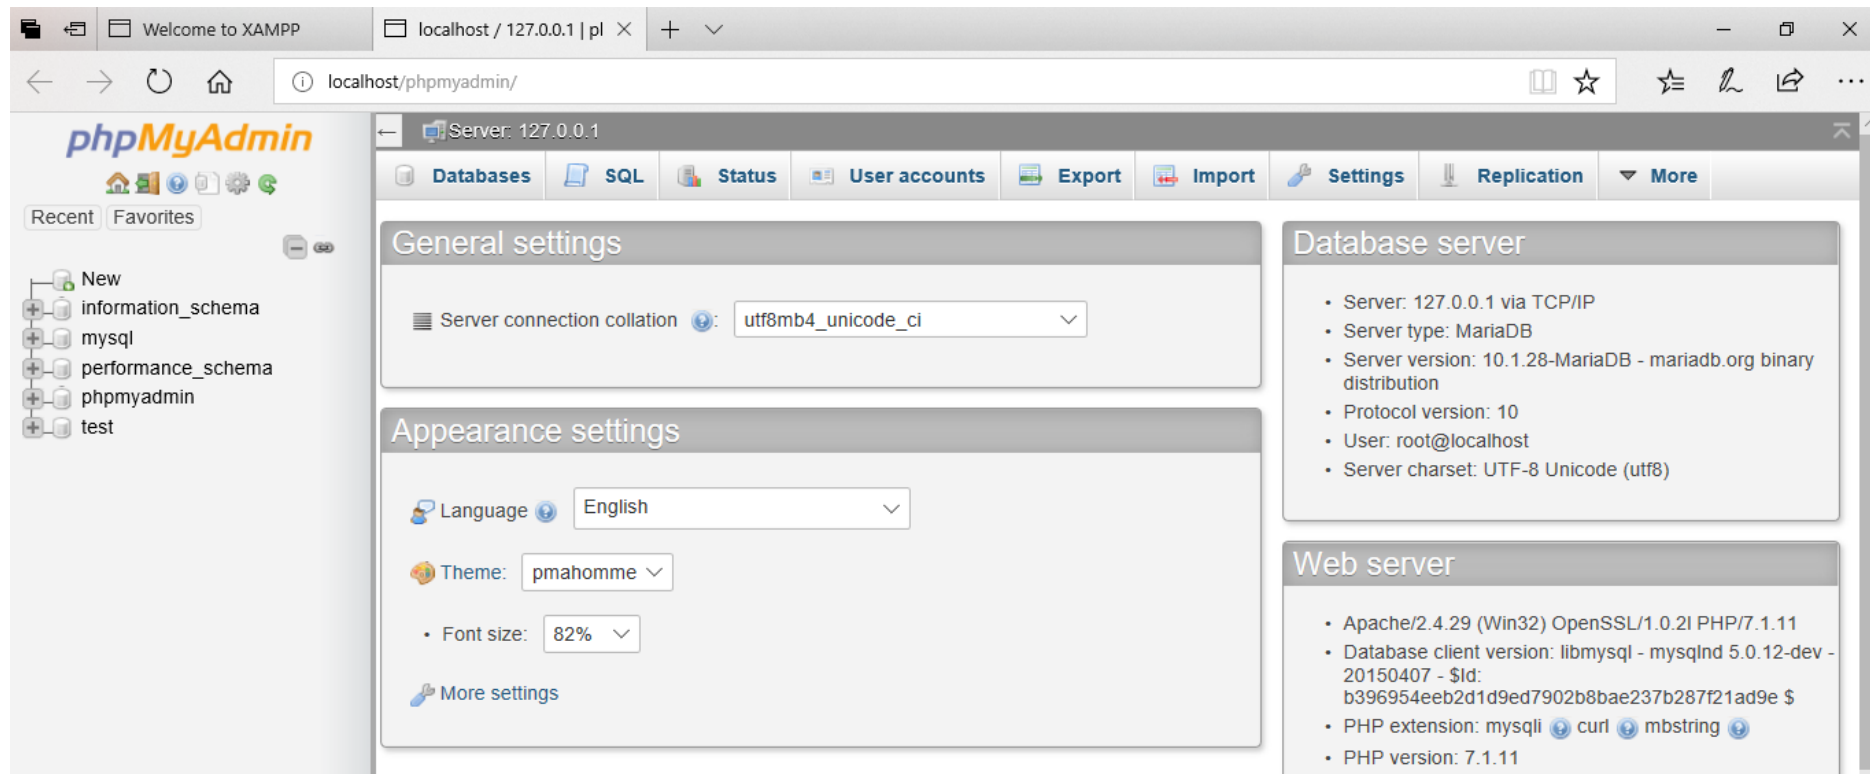 Welcome to XAMPP
localhost / 127.0.0.1 | pl
localhost/phpmyadmin/
phpMyAdmin
Recent Favorites
New
information_schema
mysql
performance_schema
phpmyadmin
test
Server: 127.0.0.1
Databases SQL Status User accounts Export Import Settings Replication More
General settings
Server connection collation : utf8mb4_unicode_ci
Appearance settings
Language English
Theme: pmahomme
• Font size: 82%
More settings
Database server
• Server: 127.0.0.1 via TCP/IP
• Server type: MariaDB
• Server version: 10.1.28-MariaDB - mariadb.org binary
distribution
• Protocol version: 10
• User: root@localhost
• Server charset: UTF-8 Unicode (utf8)
Web server
• Apache/2.4.29 (Win32) OpenSSL/1.0.2l PHP/7.1.11
• Database client version: libmysql - mysqlnd 5.0.12-dev -
20150407 - $Id:
b396954eeb2d1d9ed7902b8bae237b287f21ad9e $
• PHP extension: mysqli curl mbstring
• PHP version: 7.1.11